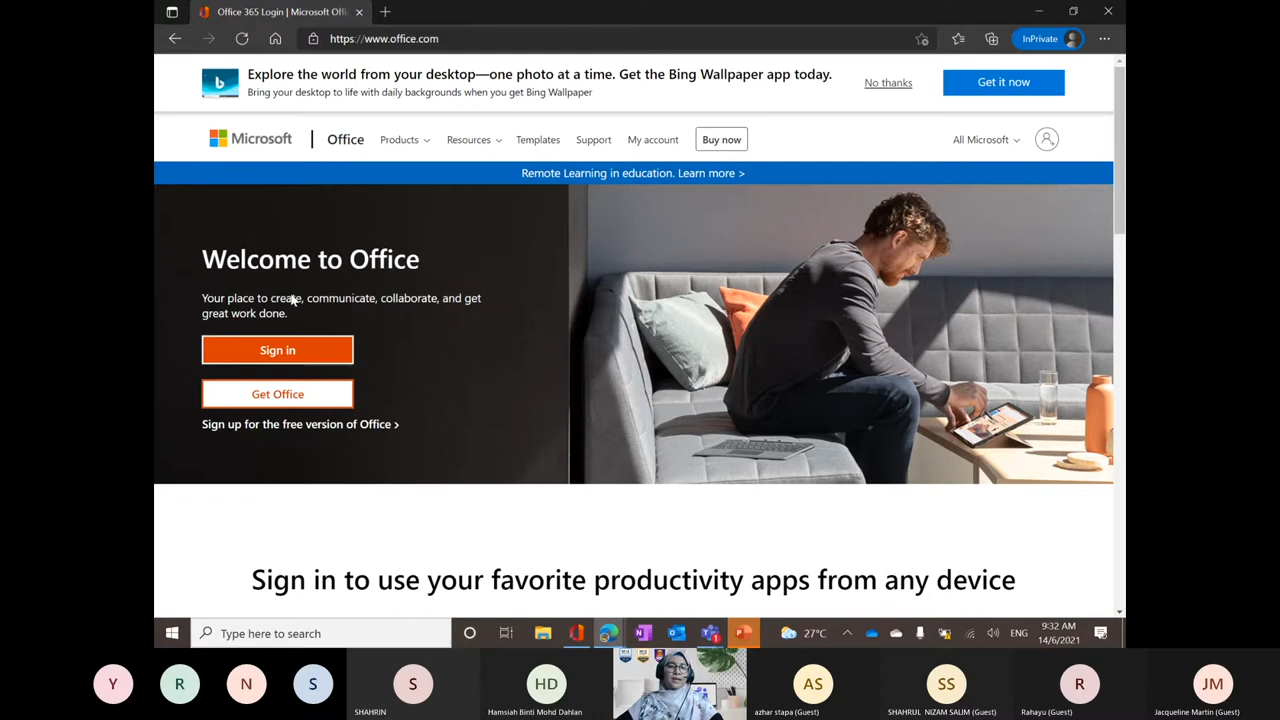 Office 365 Login | Microsoft Offi
https://www.office.com
InPrivate
Explore the world from your desktop—one photo at a time. Get the Bing Wallpaper app today.
Bring your desktop to life with daily backgrounds when you get Bing Wallpaper
No thanks
Get it now
Microsoft
Office
Products
Resources
Templates
Support
My account
Buy now
All Microsoft
Remote Learning in education. Learn more >
Welcome to Office
Your place to create, communicate, collaborate, and get
great work done.
Sign in
Get Office
Sign up for the free version of Office >
Sign in to use your favorite productivity apps from any device
Type here to search
27°C
ENG
9:32 AM
14/6/2021
Y
R
N
S
S
SHAHRIN
HD
Hamsiah Binti Mohd Dahlan
AS
azhar stapa (Guest)
SS
SHAHRUL NIZAM SALIM (Guest)
R
Rahayu (Guest)
JM
Jacqueline Martin (Guest)